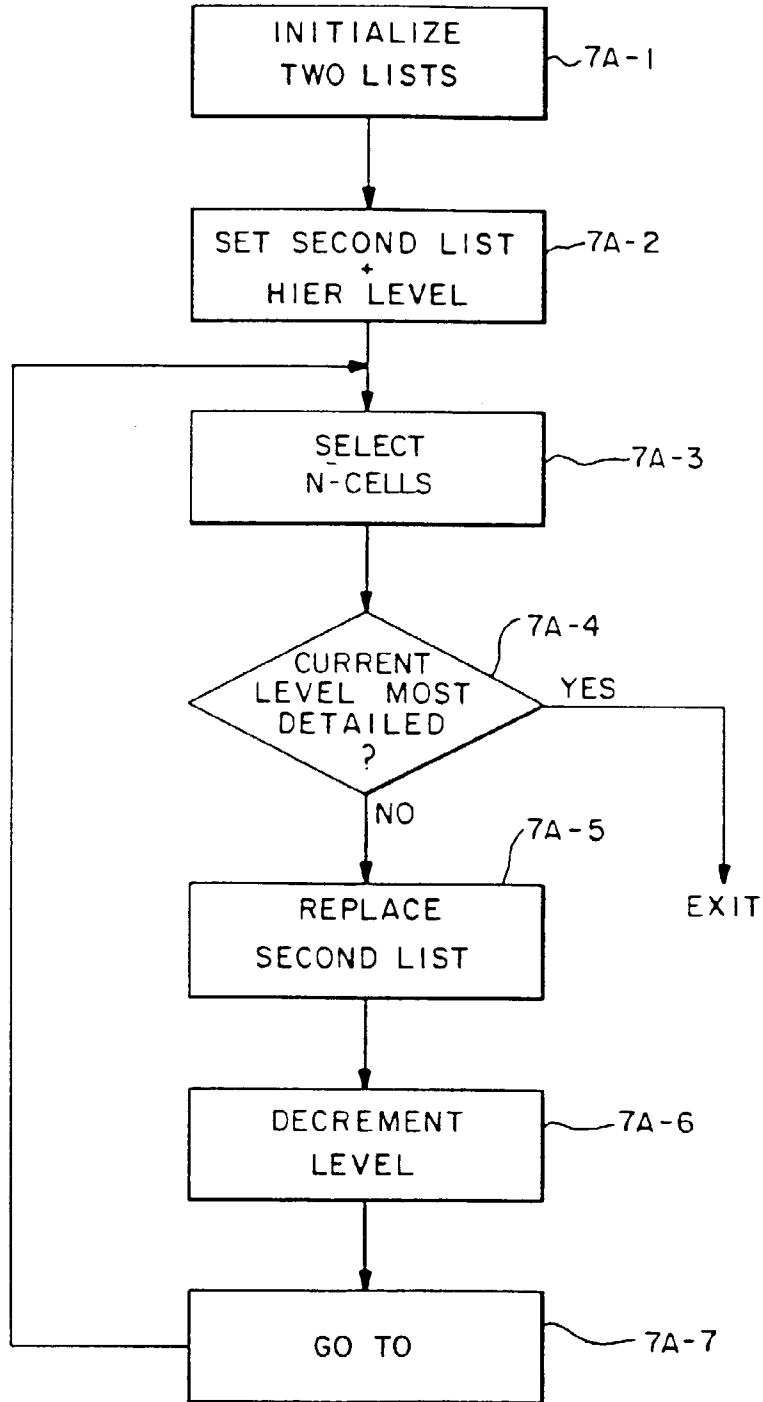 INITIALIZE
TWO LISTS
7A-1
SET SECOND LIST
+
HIER LEVEL
7A-2
SELECT
N-CELLS
7A-3
CURRENT
LEVEL MOST
DETAILED
?
7A-4
YES
EXIT
NO
REPLACE
SECOND LIST
7A-5
DECREMENT
LEVEL
7A-6
GO TO
7A-7